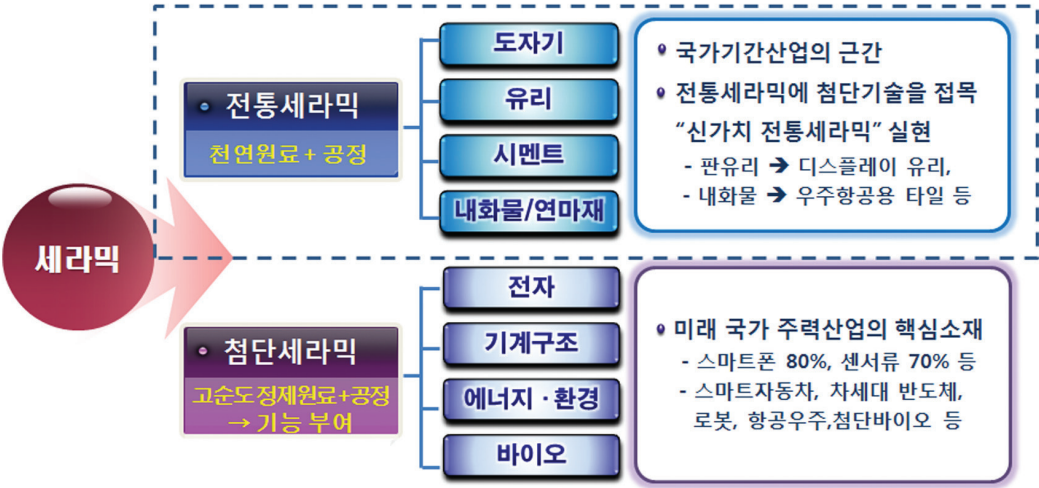 세라믹
전통세라믹
천연원료 + 공정
도자기
유리
시멘트
내화물/연마재
• 국가기간산업의 근간
• 전통세라믹에 첨단기술을 접목
“신가치 전통세라믹” 실현
- 판유리 ➔ 디스플레이 유리,
- 내화물 ➔ 우주항공용 타일 등
첨단세라믹
고순도 정제원료+공정
→ 기능 부여
전자
기계구조
에너지 · 환경
바이오
• 미래 국가 주력산업의 핵심소재
- 스마트폰 80%, 센서류 70% 등
- 스마트자동차, 차세대 반도체,
로봇, 항공우주,첨단바이오 등